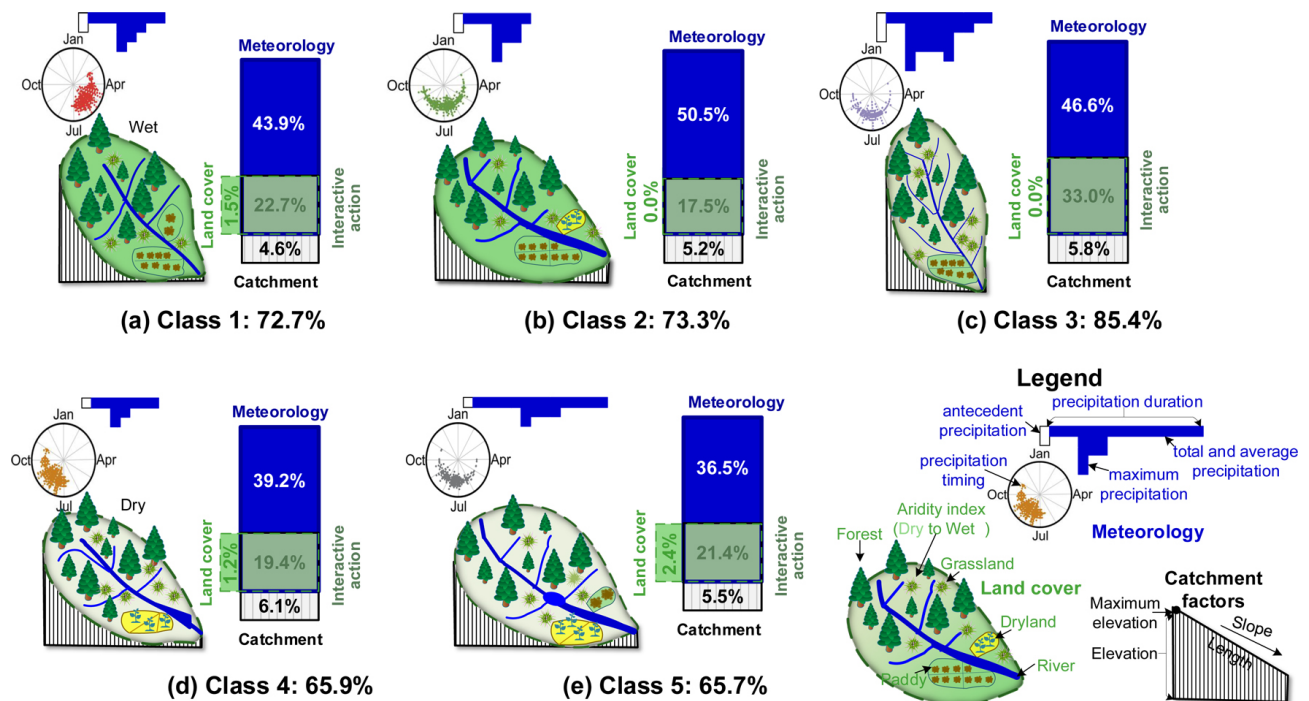 Jan
Oct
Apr
Jul
Wet
Meteorology
43.9%
Land cover
1.5%
22.7%
Interactive
action
4.6%
Catchment
(a) Class 1: 72.7%
Jan
Oct
Apr
Jul
Meteorology
50.5%
Land cover
0.0%
17.5%
Interactive
action
5.2%
Catchment
(b) Class 2: 73.3%
Jan
Oct
Apr
Jul
Meteorology
46.6%
Land cover
0.0%
33.0%
Interactive
action
5.8%
Catchment
(c) Class 3: 85.4%
Jan
Oct
Apr
Jul
Dry
Meteorology
39.2%
Land cover
1.2%
19.4%
Interactive
action
6.1%
Catchment
(d) Class 4: 65.9%
Jan
Oct
Apr
Jul
Meteorology
36.5%
Land cover
2.4%
21.4%
Interactive
action
5.5%
Catchment
(e) Class 5: 65.7%
Legend
antecedent
precipitation
precipitation duration
total and average
precipitation
maximum
precipitation
precipitation
timing
Jan
Oct
Apr
Jul
Meteorology
Aridity index
(Dry to Wet )
Forest
Grassland
Land cover
Dryland
River
Paddy
Catchment
factors
Maximum
elevation
Slope
Length
Elevation